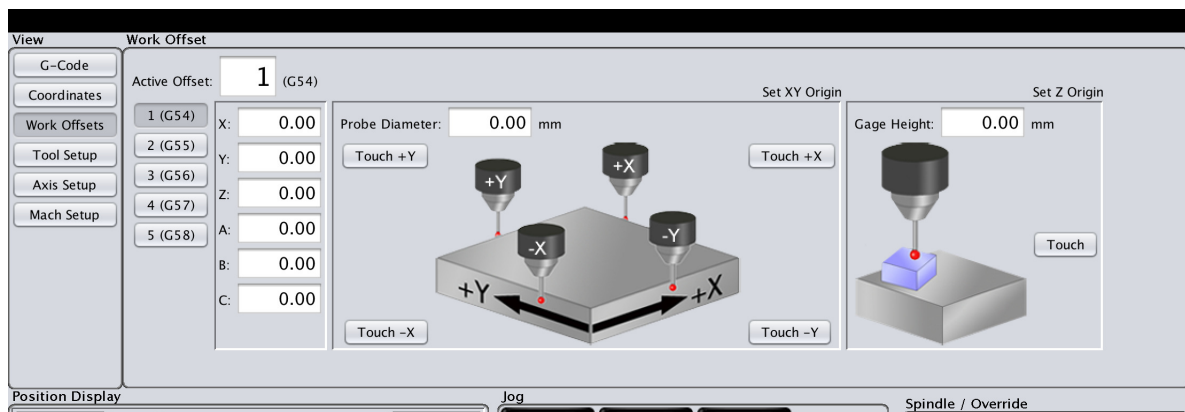 View
Work Offset
G-Code
Coordinates
Work Offsets
Tool Setup
Axis Setup
Mach Setup
Active Offset: 1 (G54)
1 (G54)
2 (G55)
3 (G56)
4 (G57)
5 (G58)
X: 0.00
Y: 0.00
Z: 0.00
A: 0.00
B: 0.00
C: 0.00
Set XY Origin
Probe Diameter: 0.00 mm
Touch +Y
Touch +X
+Y
+X
-X
-Y
+Y
+X
Touch -X
Touch -Y
Set Z Origin
Gage Height: 0.00 mm
Touch
Position Display
Jog
Spindle / Override